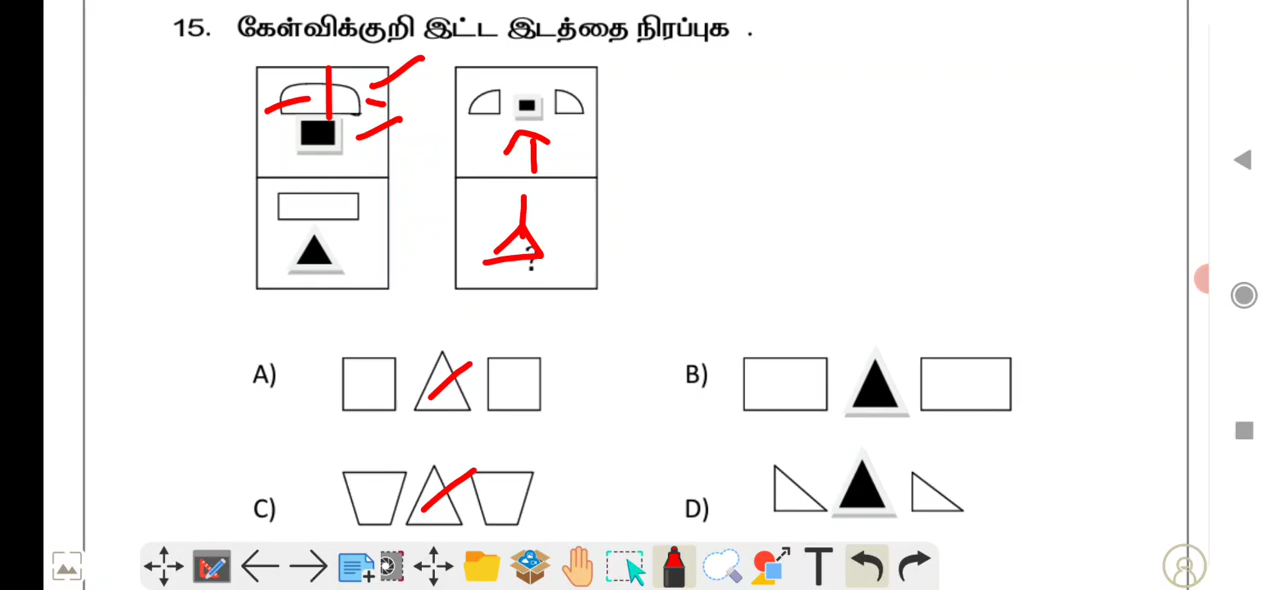 15. கேள்விக்குறி இட்ட இடத்தை நிரப்புக .
?
A)
B)
C)
D)
T